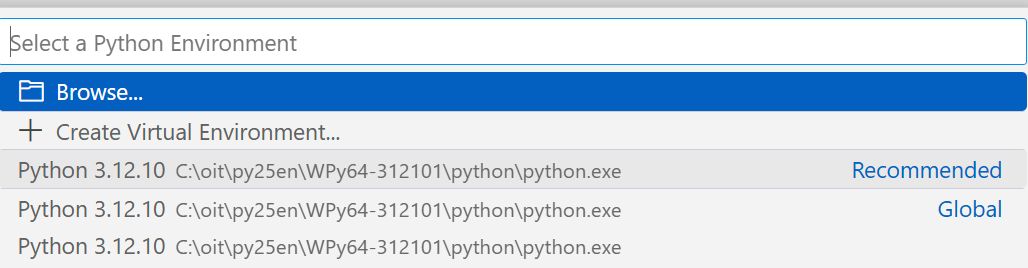 Select a Python Environment
Browse...
Create Virtual Environment...
Python 3.12.10 C:\oit\py25en\WPy64-312101\python\python.exe Recommended
Python 3.12.10 C:\oit\py25en\WPy64-312101\python\python.exe Global
Python 3.12.10 C:\oit\py25en\WPy64-312101\python\python.exe